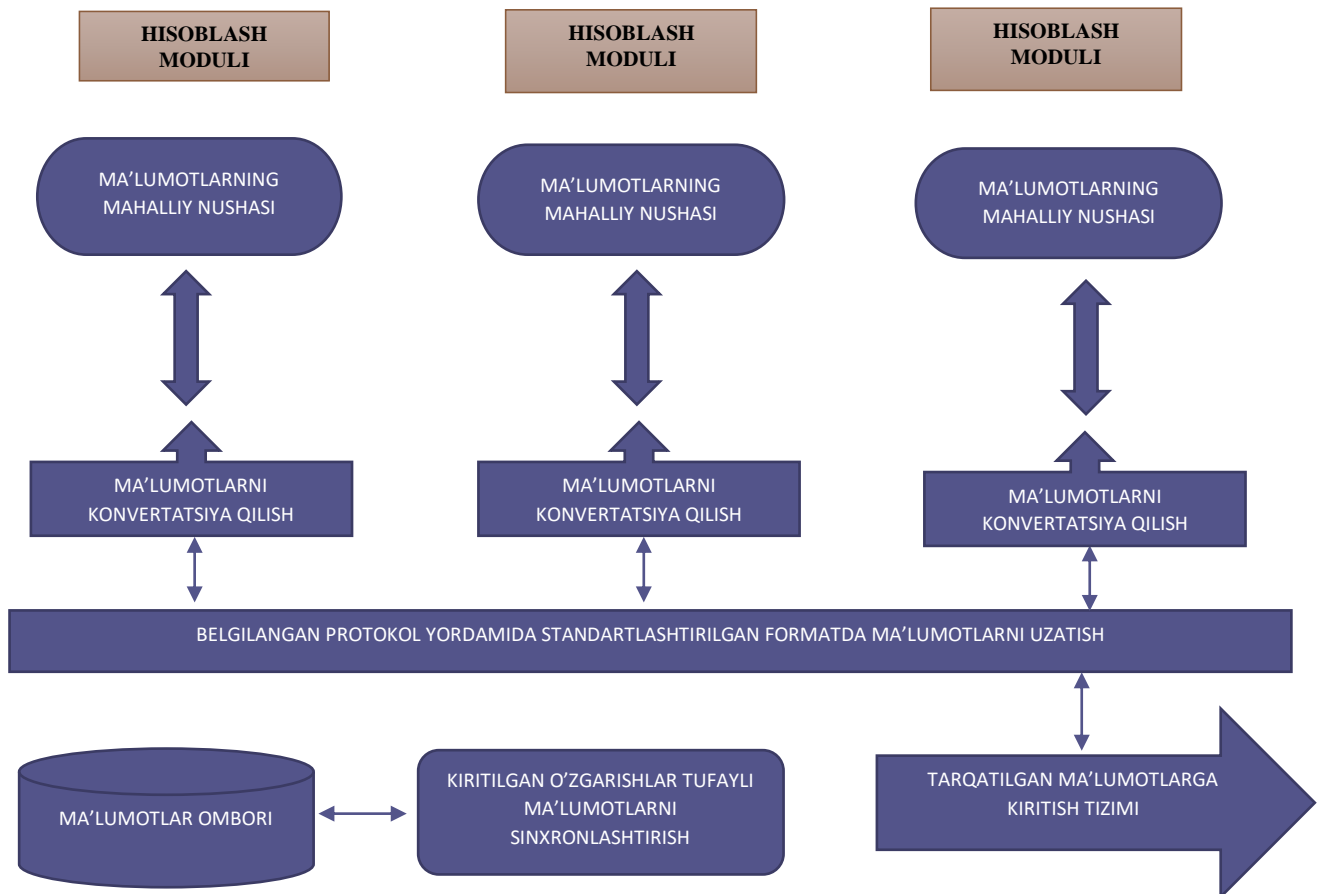 HISOBLASH
MODULI
HISOBLASH
MODULI
HISOBLASH
MODULI
MA’LUMOTLARNING
MAHALLIY NUSHASI
MA’LUMOTLARNING
MAHALLIY NUSHASI
MA’LUMOTLARNING
MAHALLIY NUSHASI
MA’LUMOTLARNI
KONVERTATSIYA QILISH
MA’LUMOTLARNI
KONVERTATSIYA QILISH
MA’LUMOTLARNI
KONVERTATSIYA QILISH
BELGILANGAN PROTOKOL YORDAMIDA STANDARTLASHTIRILGAN FORMATDA MA’LUMOTLARNI UZATISH
MA’LUMOTLAR OMBORI
KIRITILGAN O’ZGARISHLAR TUFAYLI
MA’LUMOTLARNI
SINXRONLASHTIRISH
TARQATILGAN MA’LUMOTLARGA
KIRITISH TIZIMI